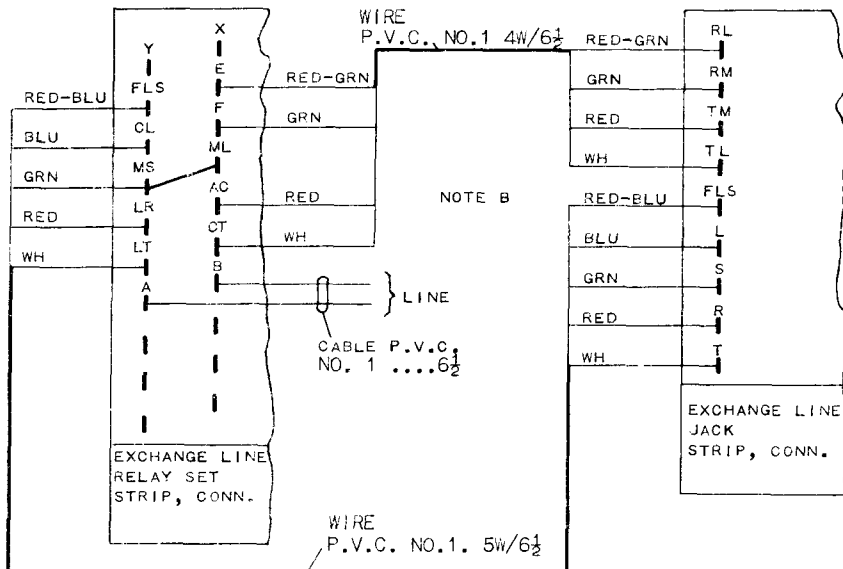 WIRE
P.V.C. NO.1 4W/6½
Y
X
FLS
E
RED-BLU
RED-GRN
CL
F
BLU
GRN
MS
ML
GRN
LR
AC
RED
RED
LT
CT
WH
WH
A
B
LINE
CABLE P.V.C.
NO. 1 ....6½
EXCHANGE LINE
RELAY SET
STRIP, CONN.
NOTE B
RED-GRN
RL
GRN
RM
RED
TM
WH
TL
RED-BLU
FLS
BLU
L
GRN
S
RED
R
WH
T
EXCHANGE LINE
JACK
STRIP, CONN.
WIRE
P.V.C. NO.1. 5W/6½